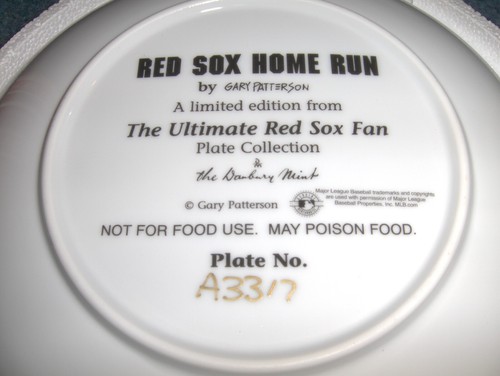 RED SOX HOME RUN
by GARY PATTERSON
A limited edition from
The Ultimate Red Sox Fan
Plate Collection
the Danbury Mint
© Gary Patterson
Major League Baseball trademarks and copyrights
are used with permission of Major League
Baseball Properties, Inc. MLB.com
NOT FOR FOOD USE. MAY POISON FOOD.
Plate No.
A3317